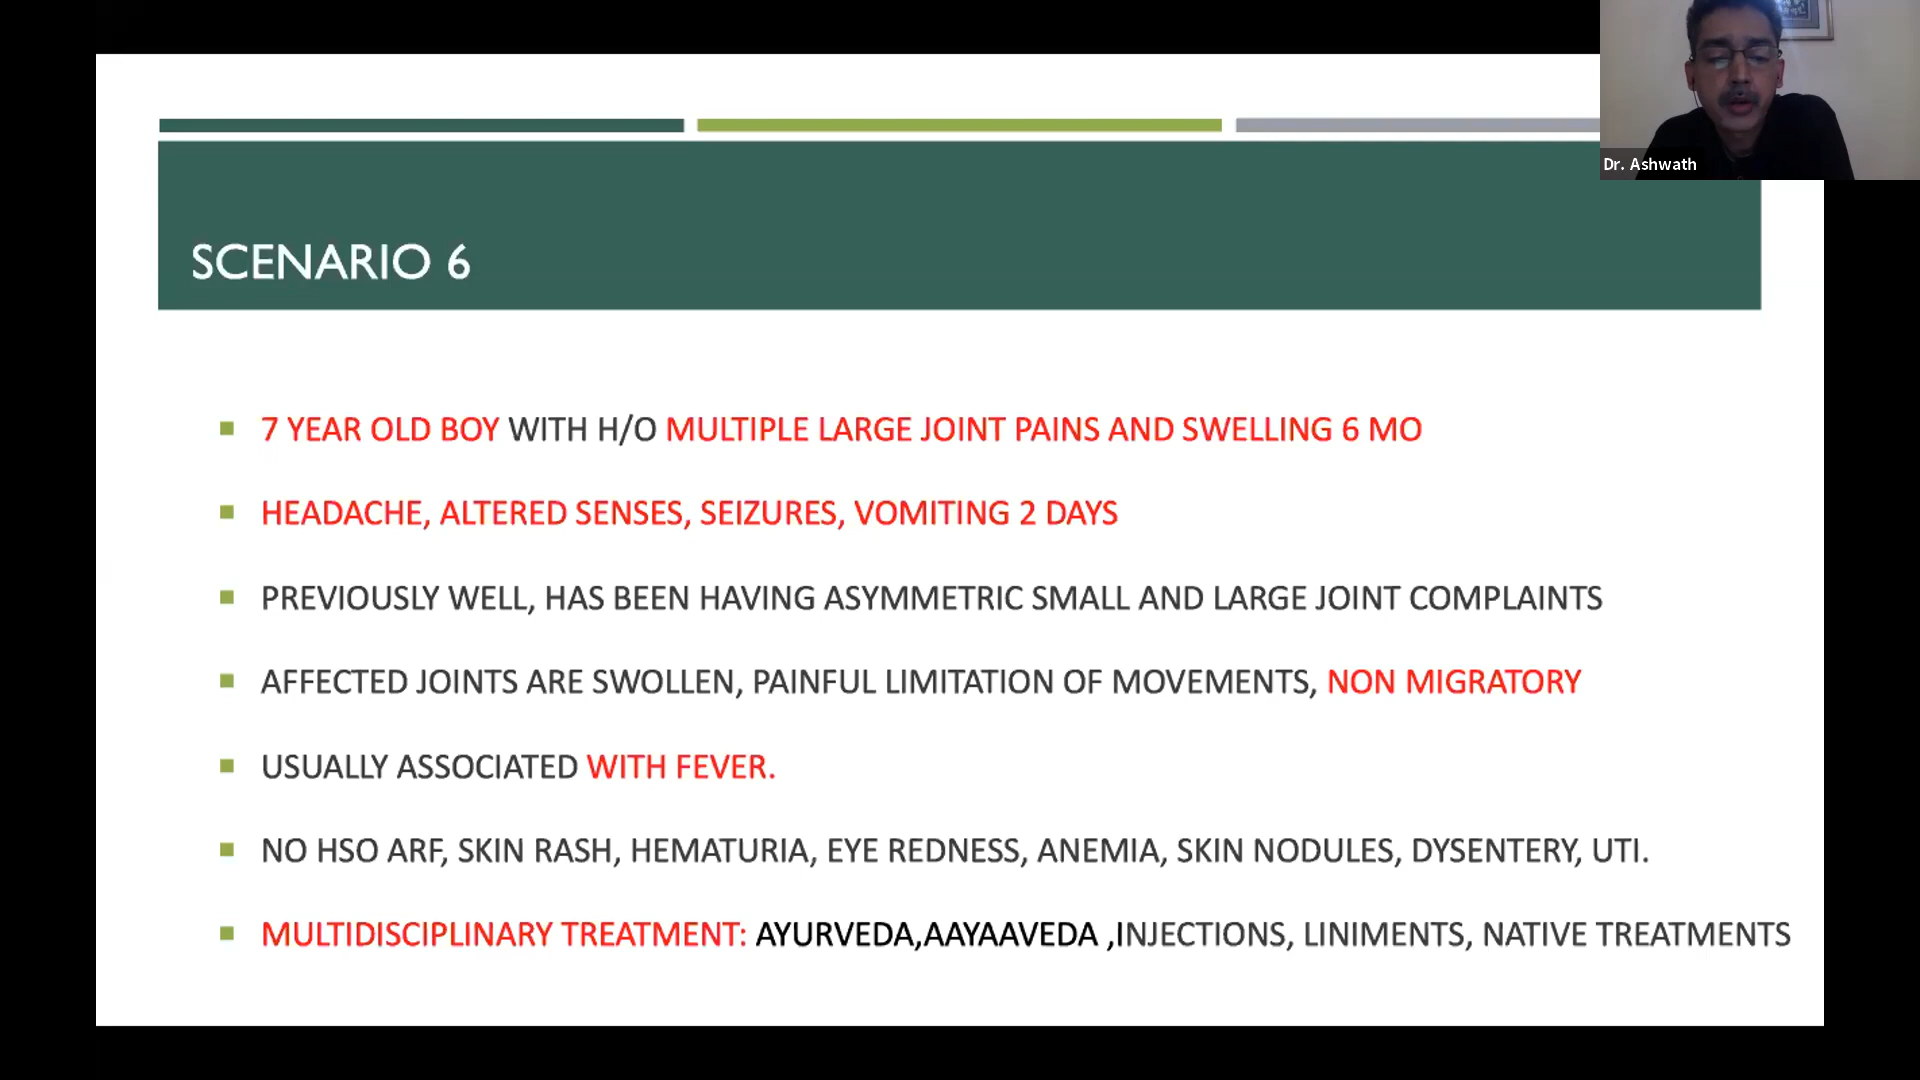 Dr. Ashwath
SCENARIO 6
7 YEAR OLD BOY WITH H/O MULTIPLE LARGE JOINT PAINS AND SWELLING 6 MO
HEADACHE, ALTERED SENSES, SEIZURES, VOMITING 2 DAYS
PREVIOUSLY WELL, HAS BEEN HAVING ASYMMETRIC SMALL AND LARGE JOINT COMPLAINTS
AFFECTED JOINTS ARE SWOLLEN, PAINFUL LIMITATION OF MOVEMENTS, NON MIGRATORY
USUALLY ASSOCIATED WITH FEVER.
NO HSO ARF, SKIN RASH, HEMATURIA, EYE REDNESS, ANEMIA, SKIN NODULES, DYSENTERY, UTI.
MULTIDISCIPLINARY TREATMENT: AYURVEDA,AAYAAVEDA ,INJECTIONS, LINIMENTS, NATIVE TREATMENTS